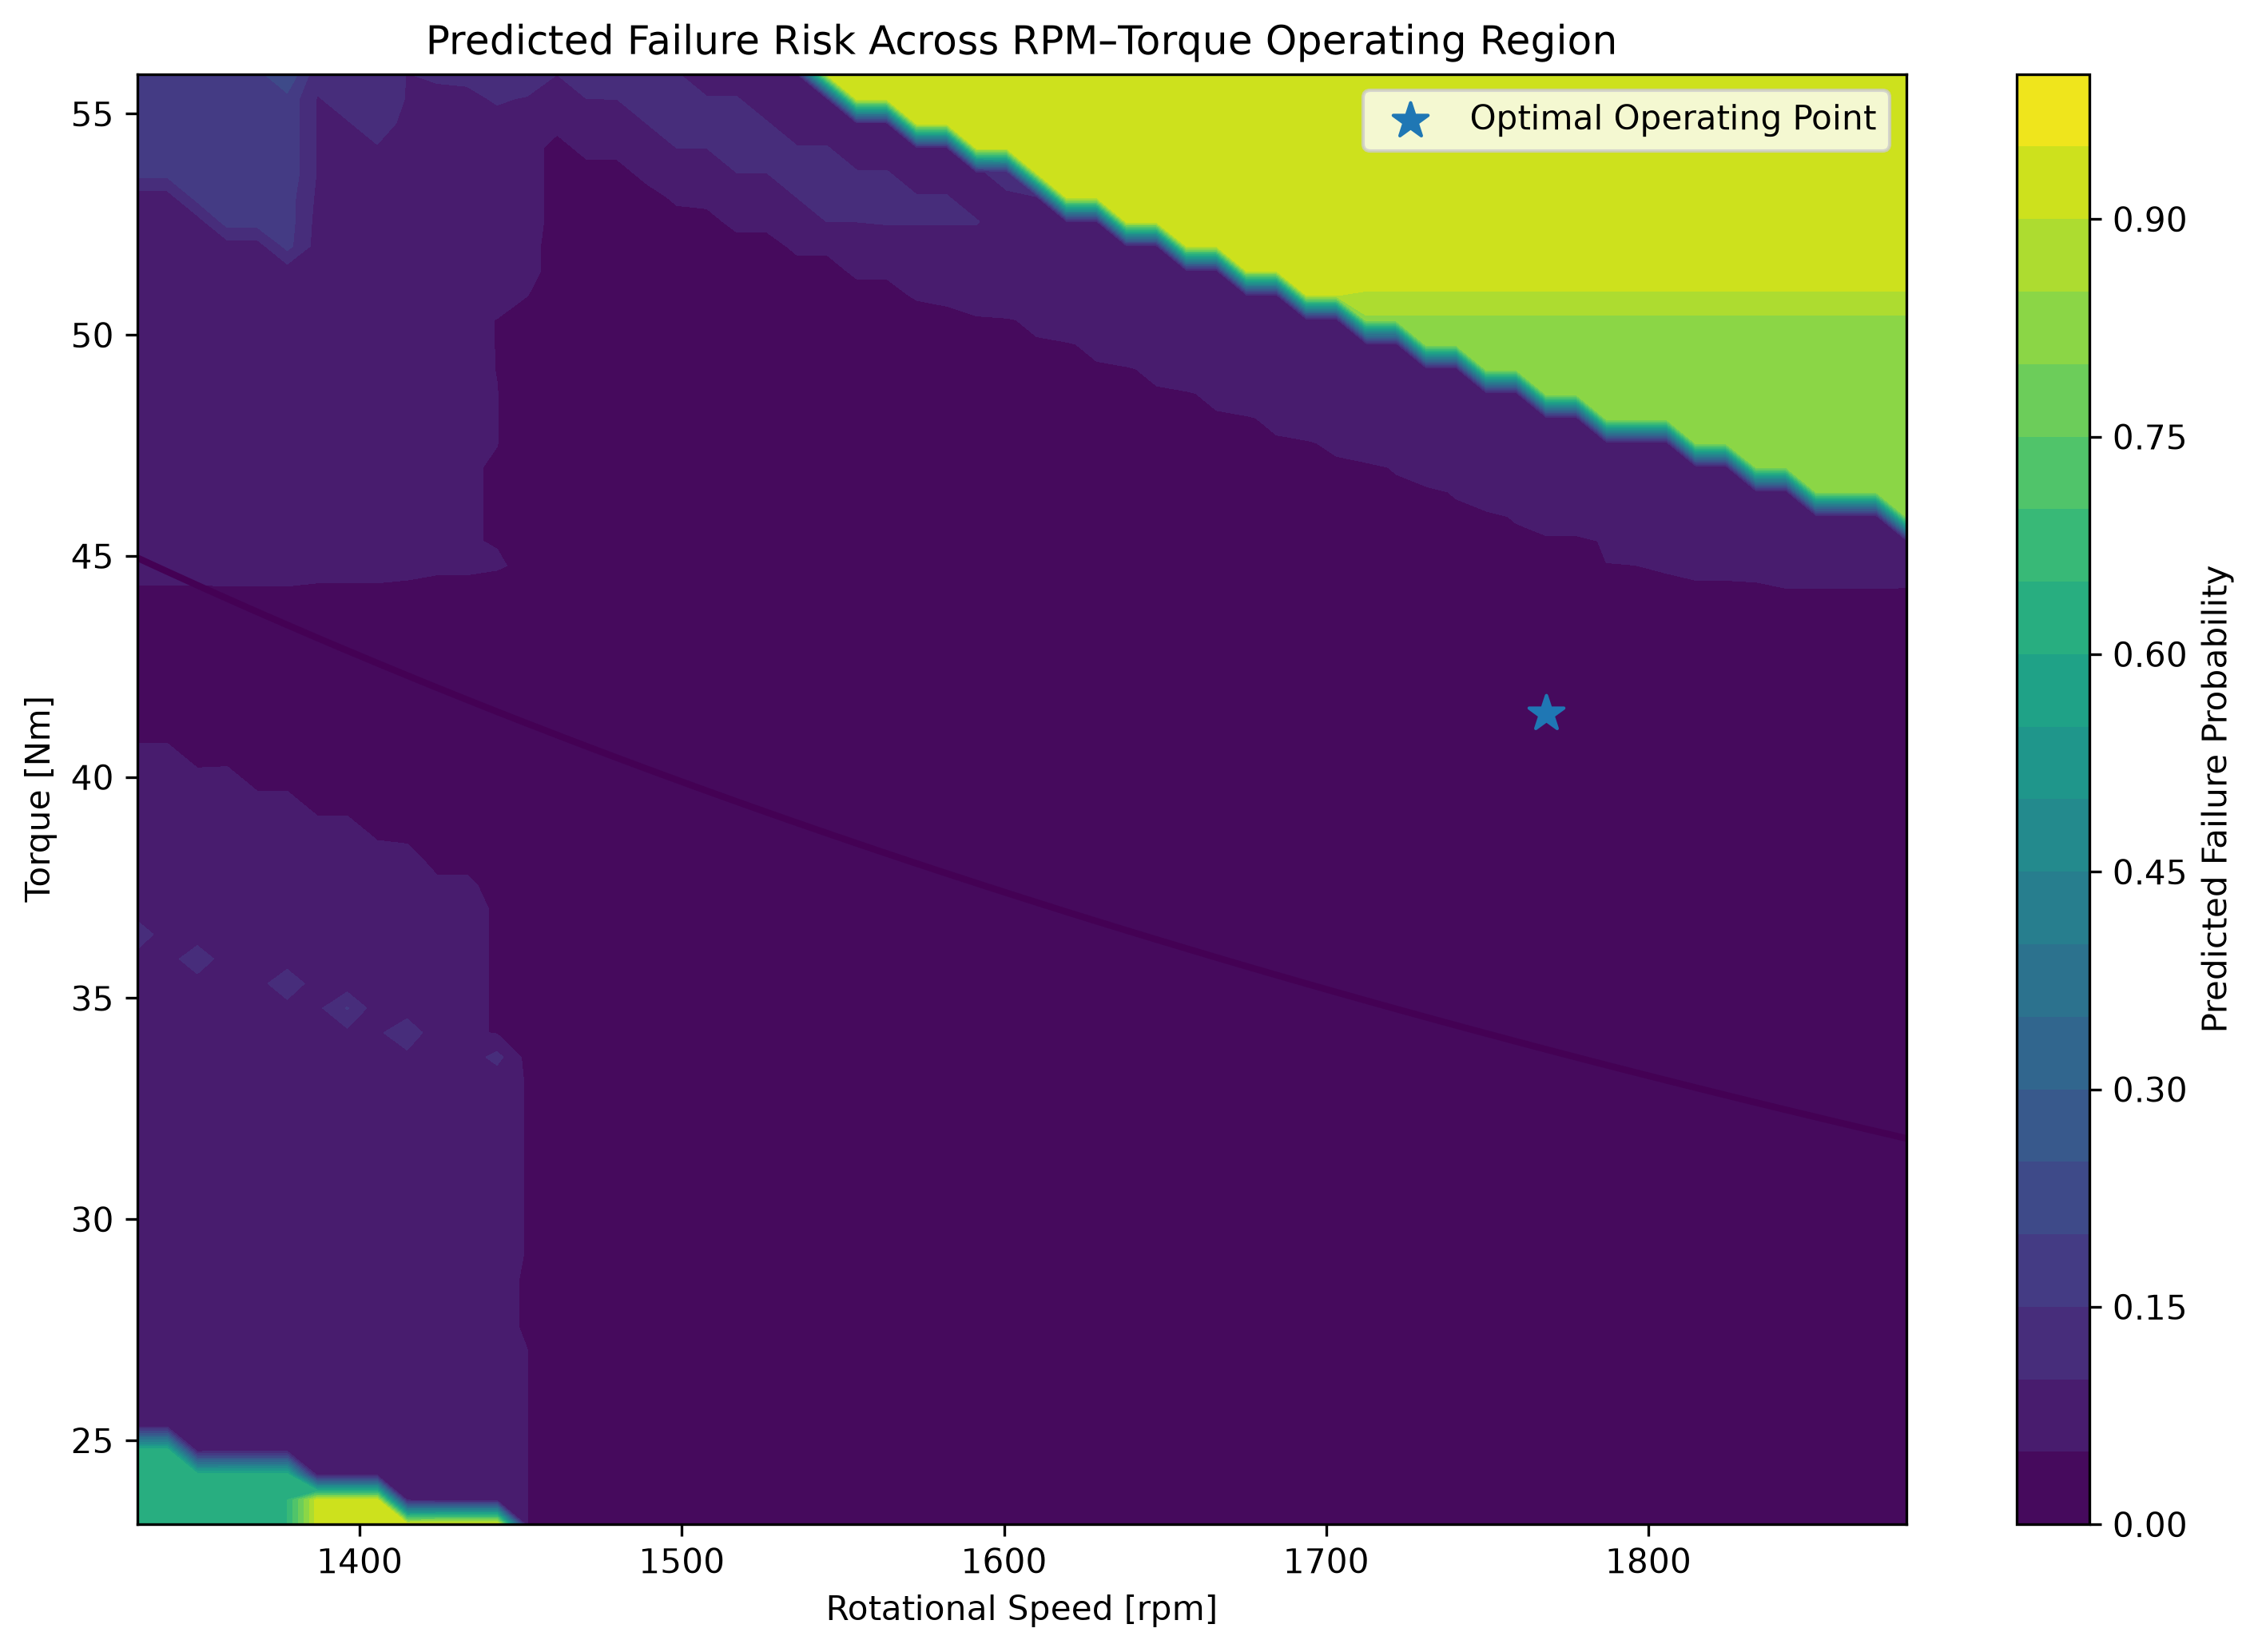 Predicted Failure Risk Across RPM–Torque Operating Region
Optimal Operating Point
55
50
45
40
35
30
25
Torque [Nm]
1400 1500 1600 1700 1800
Rotational Speed [rpm]
0.90
0.75
0.60
0.45
0.30
0.15
0.00
Predicted Failure Probability